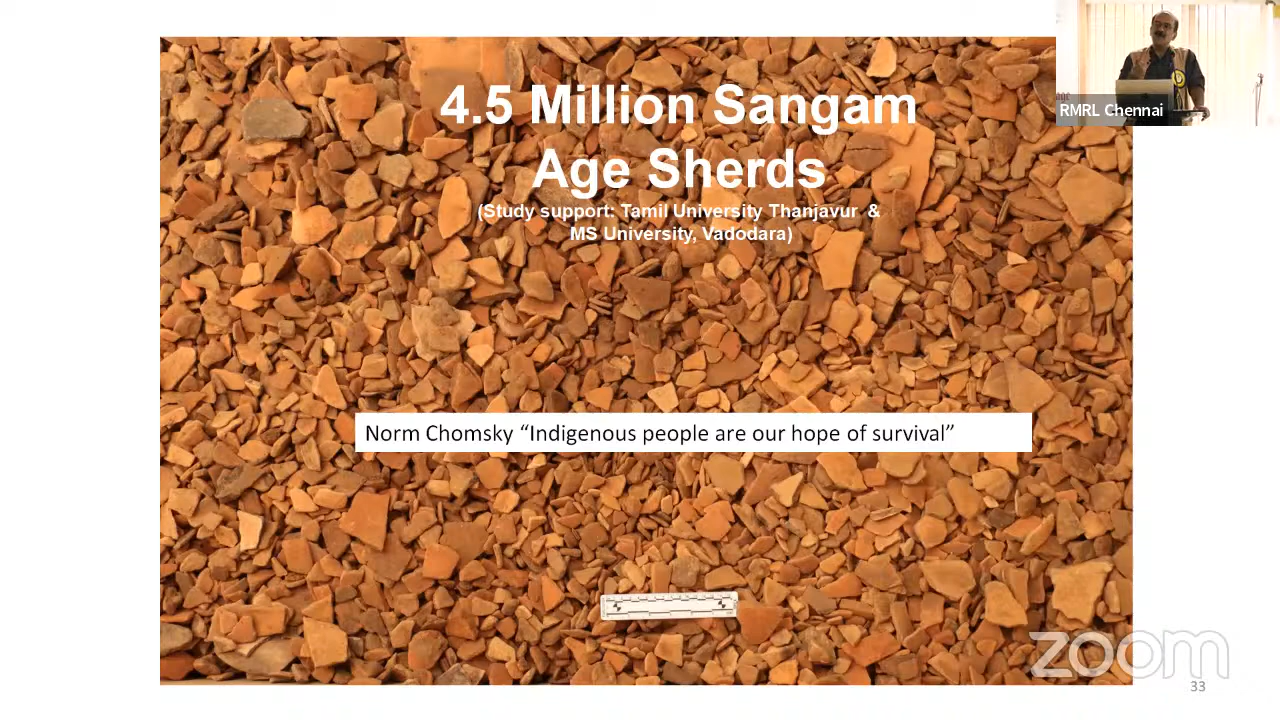 4.5 Million Sangam
Age Sherds
(Study support: Tamil University Thanjavur &
MS University, Vadodara)
RMRL Chennai
Norm Chomsky “Indigenous people are our hope of survival”
zoom
33